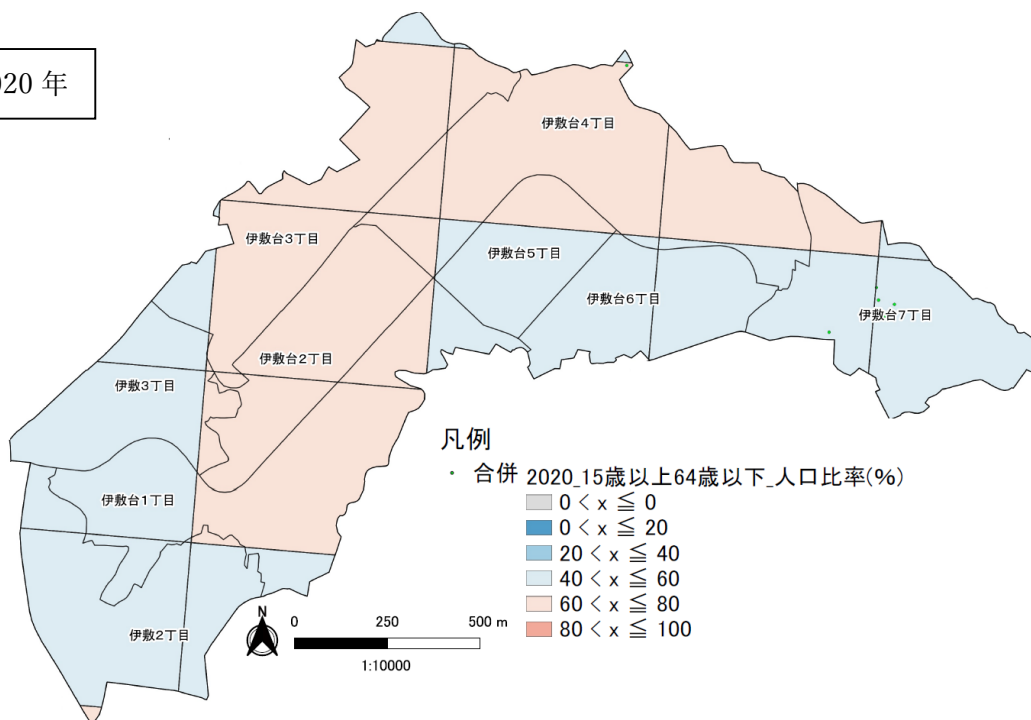 020 年
伊敷台4丁目
伊敷台3丁目
伊敷台5丁目
伊敷台6丁目
伊敷台7丁目
伊敷台2丁目
伊敷3丁目
伊敷台1丁目
伊敷2丁目
凡例
合併 2020_15歳以上64歳以下_人口比率(%)
0 < x ≦ 0
0 < x ≦ 20
20 < x ≦ 40
40 < x ≦ 60
60 < x ≦ 80
80 < x ≦ 100
N
0 250 500 m
1:10000